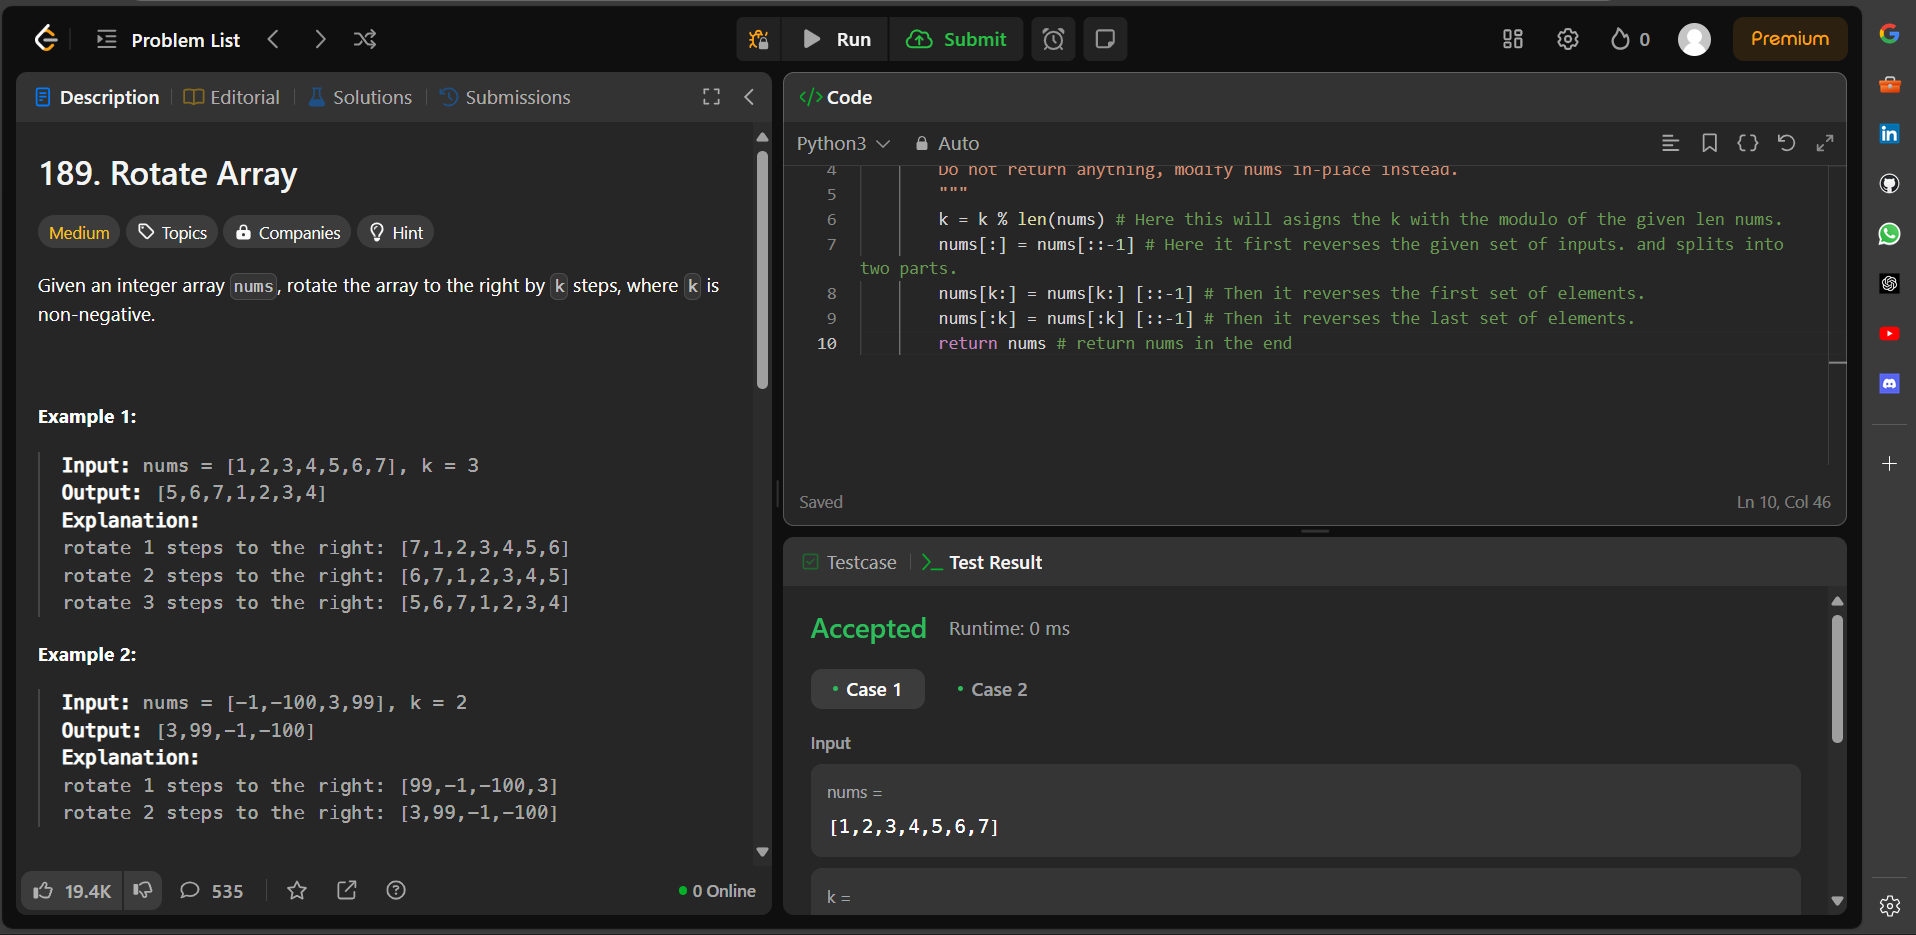 Problem List
Run
Submit
0
Premium
Description
Editorial
Solutions
Submissions
189. Rotate Array
Medium
Topics
Companies
Hint
Given an integer array nums, rotate the array to the right by k steps, where k is
non-negative.
Example 1:
Input: nums = [1,2,3,4,5,6,7], k = 3
Output: [5,6,7,1,2,3,4]
Explanation:
rotate 1 steps to the right: [7,1,2,3,4,5,6]
rotate 2 steps to the right: [6,7,1,2,3,4,5]
rotate 3 steps to the right: [5,6,7,1,2,3,4]
Example 2:
Input: nums = [-1,-100,3,99], k = 2
Output: [3,99,-1,-100]
Explanation:
rotate 1 steps to the right: [99,-1,-100,3]
rotate 2 steps to the right: [3,99,-1,-100]
19.4K
535
0 Online
</> Code
Python3
Auto
4 Do not return anything, modify nums in-place instead.
5 """
6 k = k % len(nums) # Here this will asigns the k with the modulo of the given len nums.
7 nums[:] = nums[::-1] # Here it first reverses the given set of inputs. and splits into
two parts.
8 nums[k:] = nums[k:] [::-1] # Then it reverses the first set of elements.
9 nums[:k] = nums[:k] [::-1] # Then it reverses the last set of elements.
10 return nums # return nums in the end
Saved
Ln 10, Col 46
Testcase
Test Result
Accepted
Runtime: 0 ms
Case 1
Case 2
Input
nums =
[1,2,3,4,5,6,7]
k =